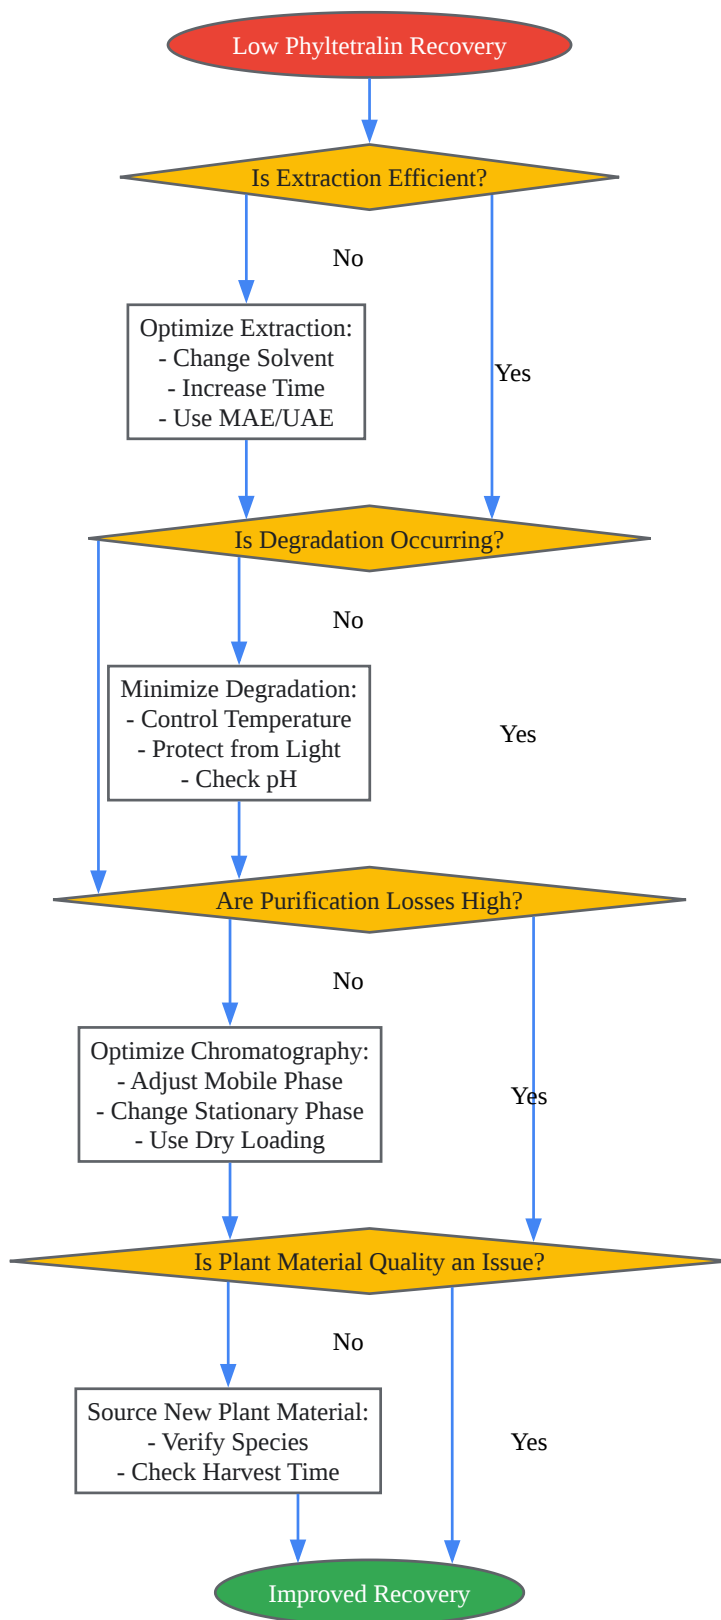 Low Phyltetralin Recovery
Is Extraction Efficient?
No
Optimize Extraction:
- Change Solvent
- Increase Time
- Use MAE/UAE
Yes
Is Degradation Occurring?
No
Minimize Degradation:
- Control Temperature
- Protect from Light
- Check pH
Yes
Are Purification Losses High?
No
Optimize Chromatography:
- Adjust Mobile Phase
- Change Stationary Phase
- Use Dry Loading
Yes
Is Plant Material Quality an Issue?
No
Source New Plant Material:
- Verify Species
- Check Harvest Time
Yes
Improved Recovery